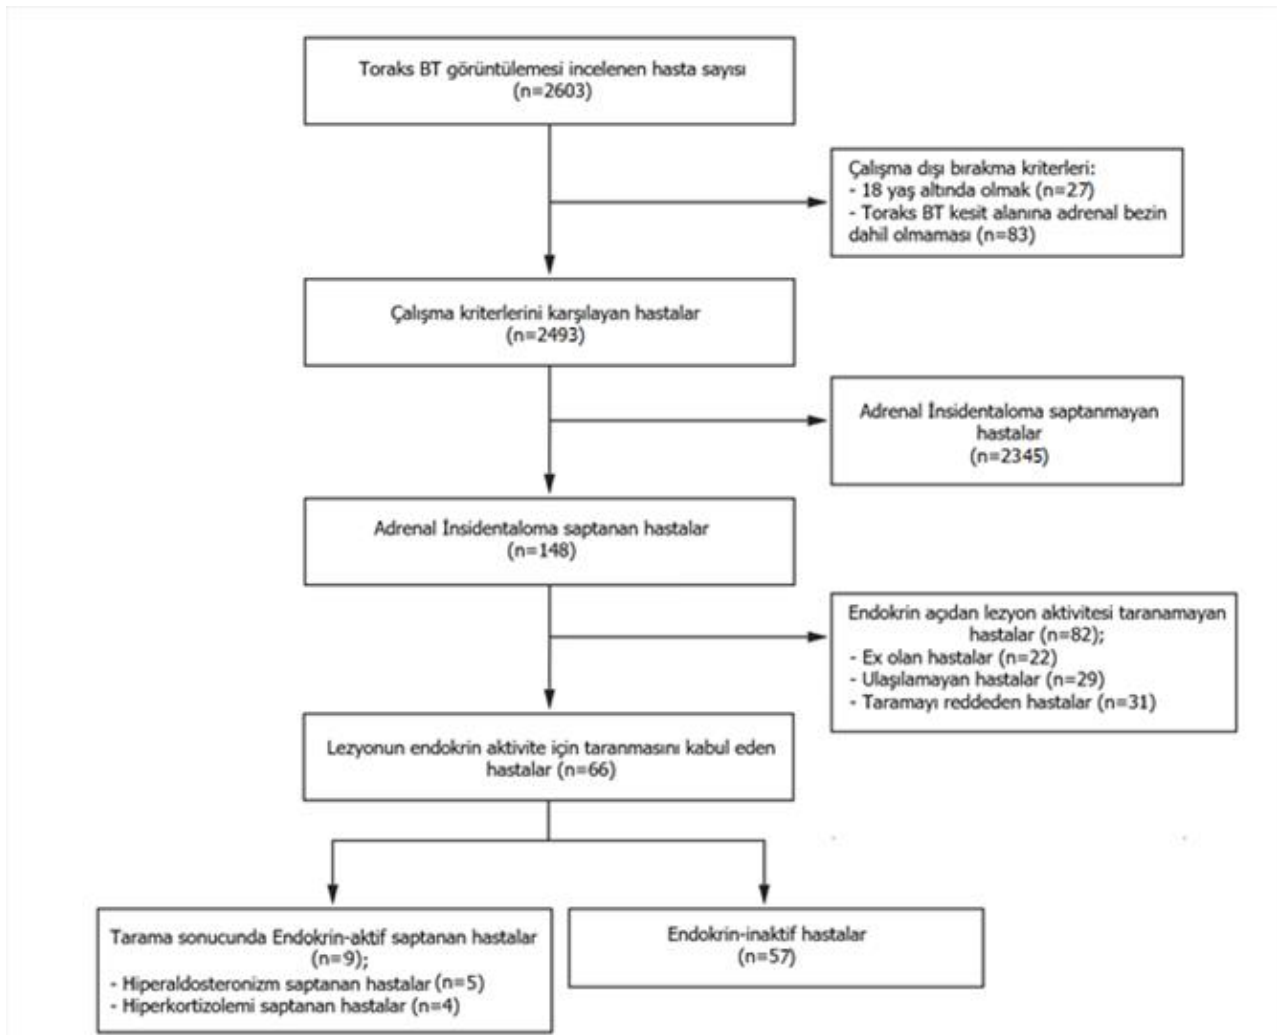 Toraks BT görüntülemesi incelenen hasta sayısı
(n=2603)
Çalışma dışı bırakma kriterleri:
- 18 yaş altında olmak (n=27)
- Toraks BT kesit alanına adrenal bezin
dahil olmaması (n=83)
Çalışma kriterlerini karşılayan hastalar
(n=2493)
Adrenal İnsidentaloma saptanmayan
hastalar
(n=2345)
Adrenal İnsidentaloma saptanan hastalar
(n=148)
Endokrin açıdan lezyon aktivitesi taranamayan
hastalar (n=82);
- Ex olan hastalar (n=22)
- Ulaşılamayan hastalar (n=29)
- Taramayı reddeden hastalar (n=31)
Lezyonun endokrin aktivite için taranmasını kabul eden
hastalar (n=66)
Tarama sonucunda Endokrin-aktif saptanan hastalar
(n=9);
- Hiperaldosteronizm saptanan hastalar (n=5)
- Hiperkortizolemi saptanan hastalar (n=4)
Endokrin-inaktif hastalar
(n=57)